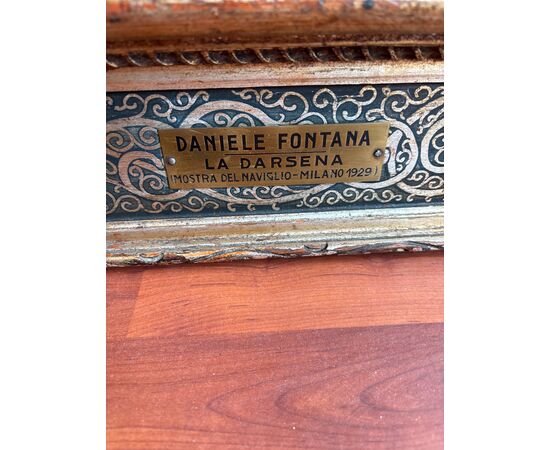 DANIELE FONTANA
LA DARSENA
(MOSTRA DEL NAVIGLIO-MILANO 1929)